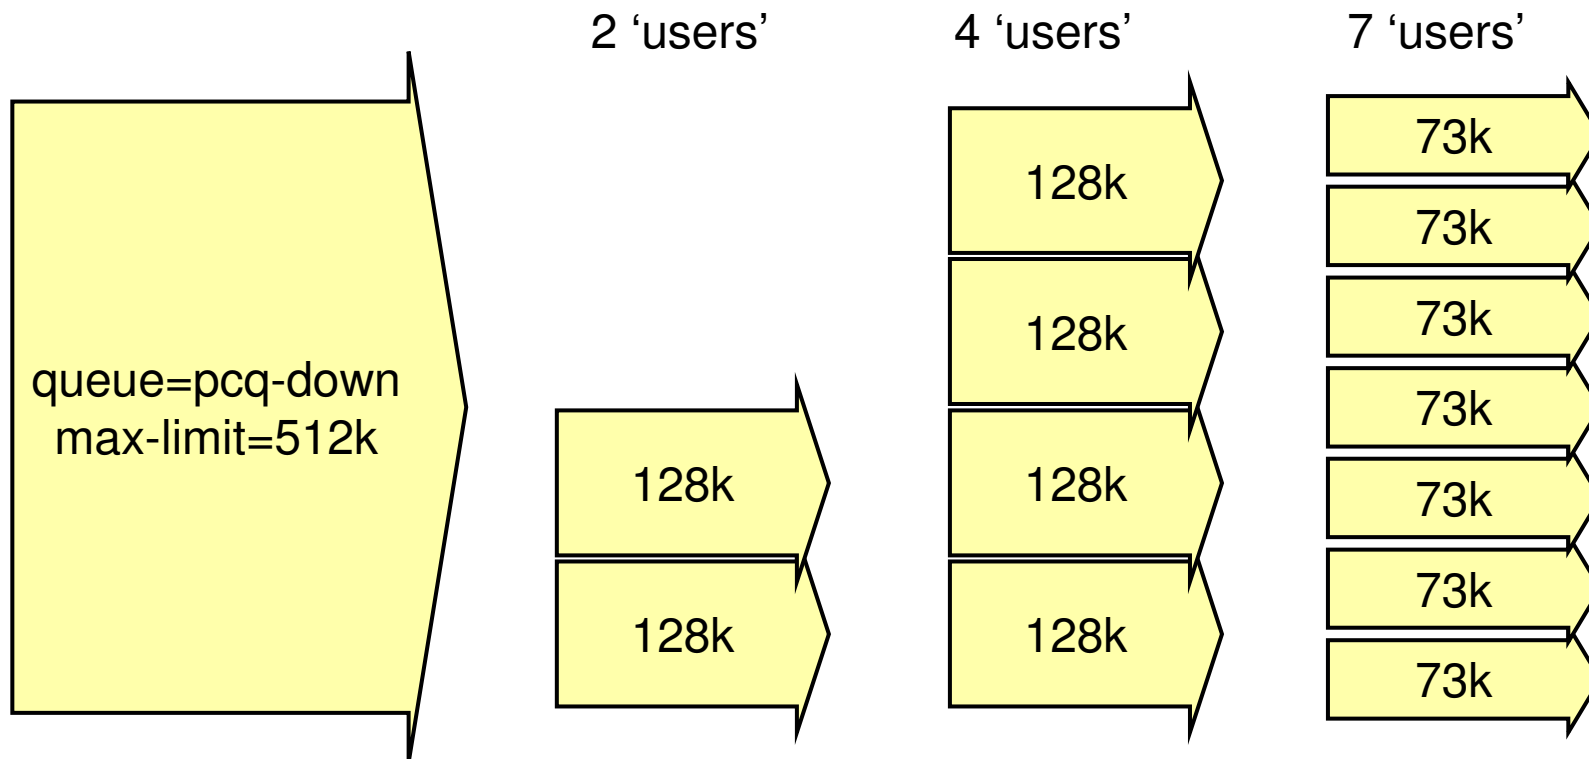 2 ‘users’
4 ‘users’
7 ‘users’
queue=pcq-down
max-limit=512k
128k
128k
128k
128k
128k
128k
73k
73k
73k
73k
73k
73k
73k